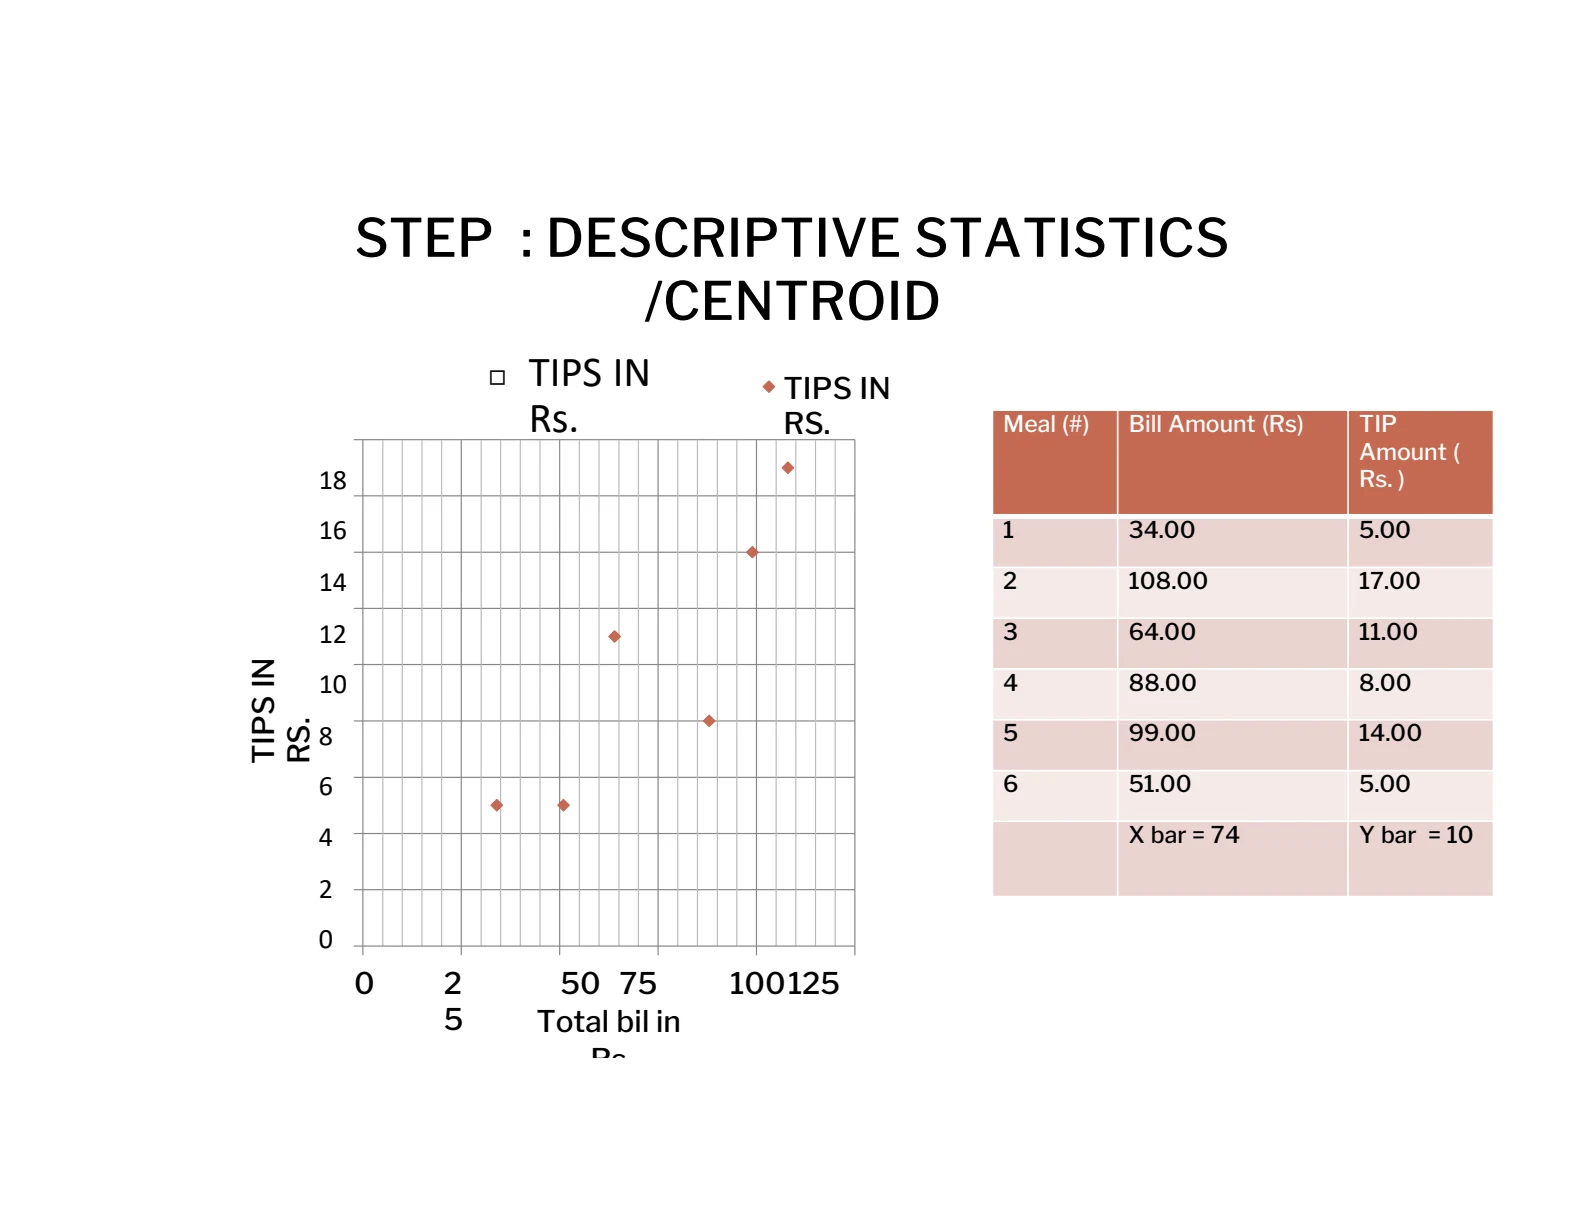 STEP : DESCRIPTIVE STATISTICS
/CENTROID
□ TIPS IN
Rs.
TIPS IN
RS.
18
16
14
12
10
8
6
4
2
0
TIPS IN
RS.
0 2 50 75 100125
5
Total bil in
Rs
Meal (#) Bill Amount (Rs) TIP
Amount (
Rs. )
1 34.00 5.00
2 108.00 17.00
3 64.00 11.00
4 88.00 8.00
5 99.00 14.00
6 51.00 5.00
X bar = 74 Y bar = 10